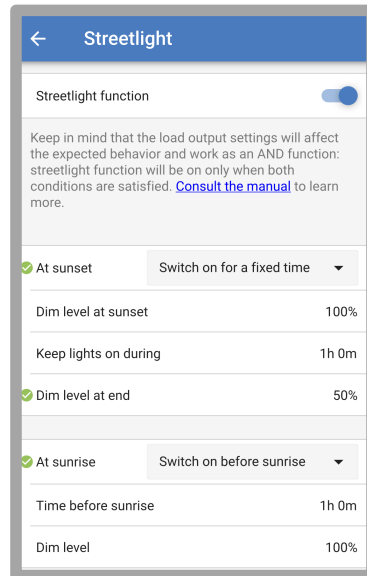 Streetlight
Streetlight function
Keep in mind that the load output settings will affect
the expected behavior and work as an AND function:
streetlight function will be on only when both
conditions are satisfied. Consult the manual to learn
more.
At sunset Switch on for a fixed time
Dim level at sunset 100%
Keep lights on during 1h 0m
Dim level at end 50%
At sunrise Switch on before sunrise
Time before sunrise 1h 0m
Dim level 100%